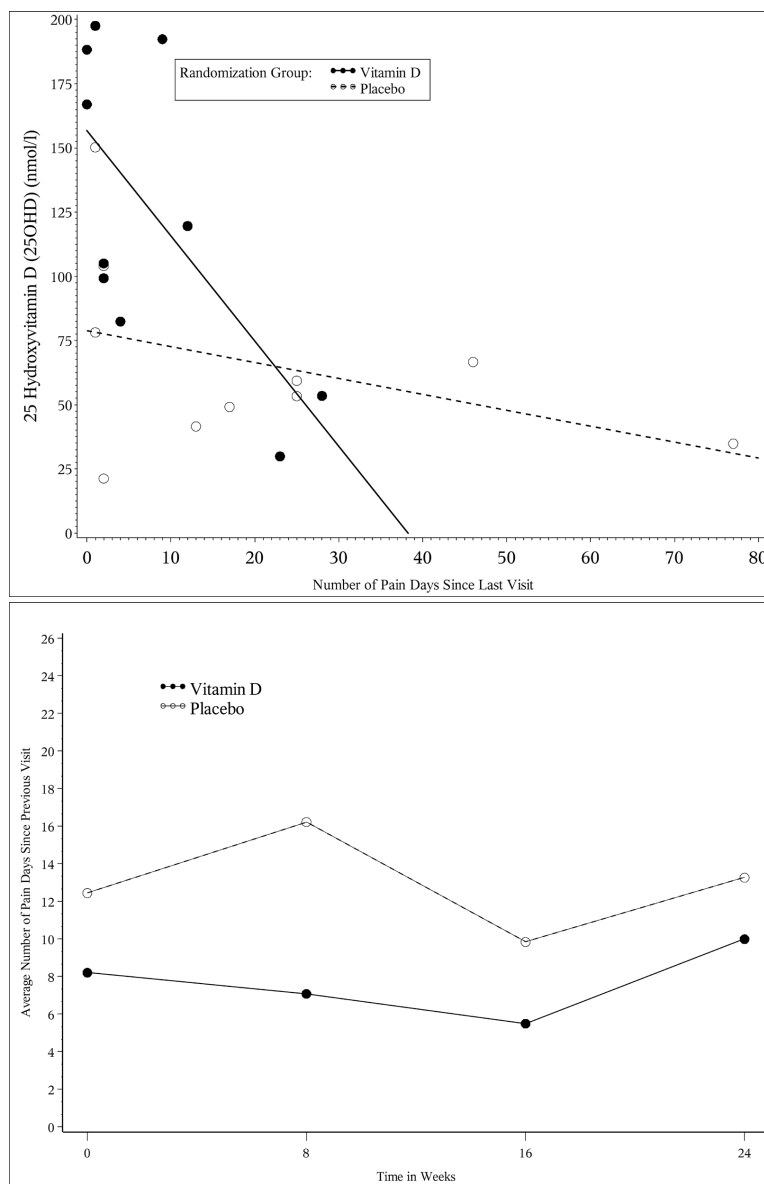 200
175
150
125
100
75
50
25
0
25 Hydroxyvitamin D (25OHD) (nmol/l)
Randomization Group: Vitamin D
Placebo
0 10 20 30 40 50 60 70 80
Number of Pain Days Since Last Visit
26
24
22
20
18
16
14
12
10
8
6
4
2
0
Average Number of Pain Days Since Previous Visit
Vitamin D
Placebo
0 8 16 24
Time in Weeks